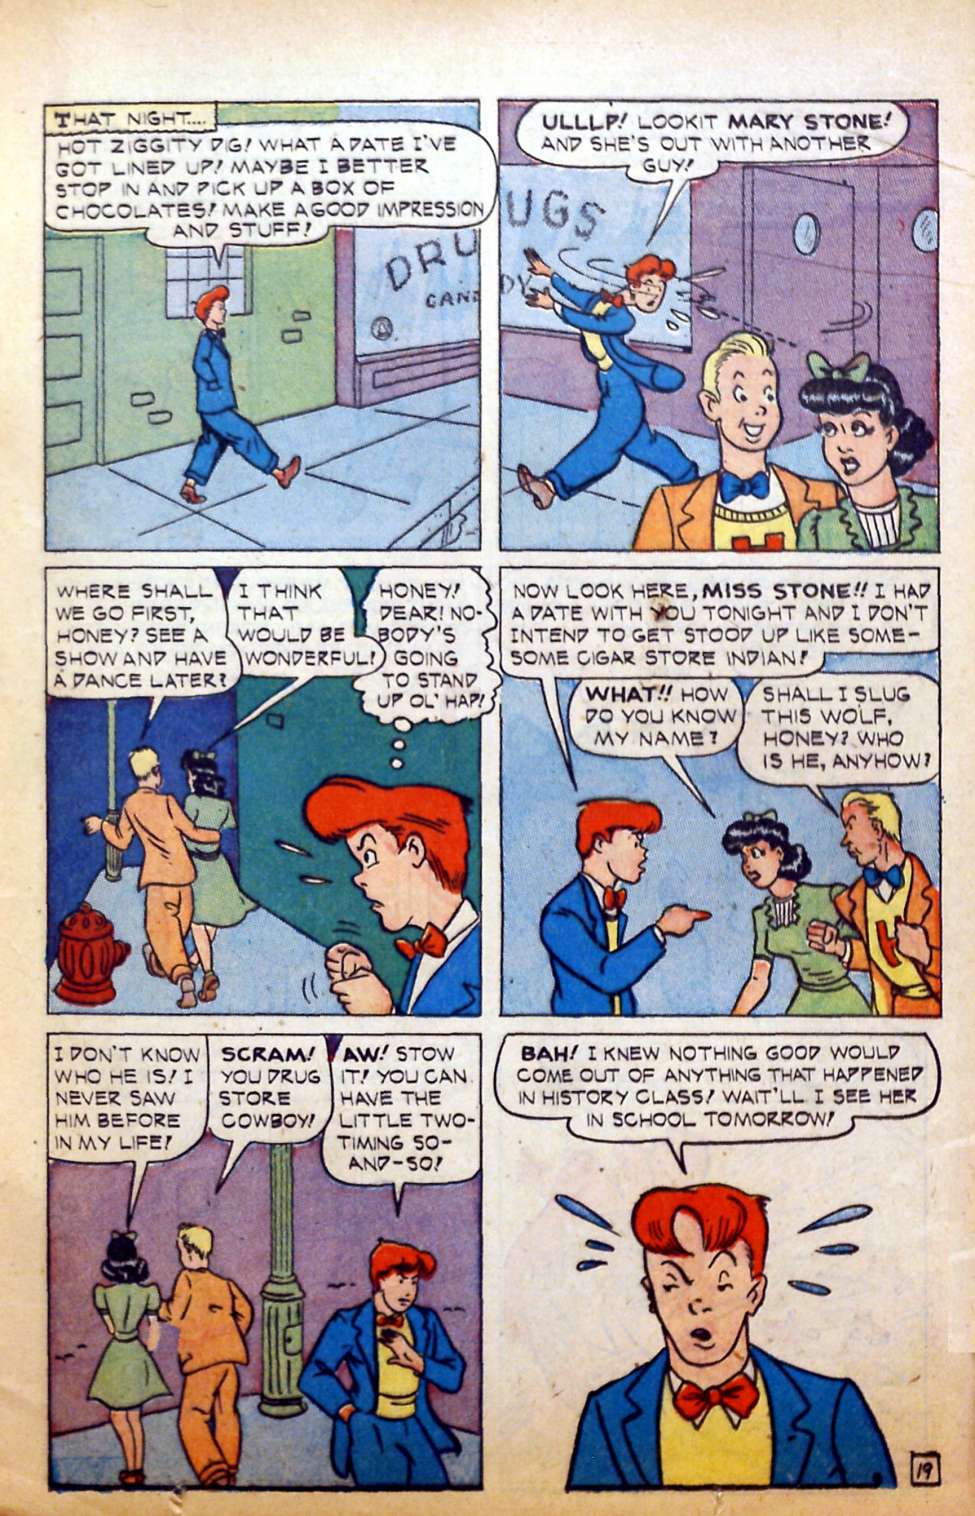 THAT NIGHT....
HOT ZIGGITY DIG! WHAT A DATE I'VE
GOT LINED UP! MAYBE I BETTER
STOP IN AND PICK UP A BOX OF
CHOCOLATES! MAKE A GOOD IMPRESSION
AND STUFF!
DRU
CAND
ULLLP! LOOKIT MARY STONE!
AND SHE'S OUT WITH ANOTHER
GUY!
UGS
DY
H
WHERE SHALL
WE GO FIRST,
HONEY? SEE A
SHOW AND HAVE
A DANCE LATER?
I THINK
THAT
WOULD BE
WONDERFUL!
HONEY!
DEAR! NO-
BODY'S
GOING
TO STAND
UP OL' HAP!
NOW LOOK HERE, MISS STONE!! I HAD
A DATE WITH YOU TONIGHT AND I DON'T
INTEND TO GET STOOD UP LIKE SOME-
SOME CIGAR STORE INDIAN!
WHAT!! HOW
DO YOU KNOW
MY NAME?
SHALL I SLUG
THIS WOLF,
HONEY? WHO
IS HE, ANYHOW?
I DON'T KNOW
WHO HE IS! I
NEVER SAW
HIM BEFORE
IN MY LIFE!
SCRAM!
YOU DRUG
STORE
COWBOY!
AW! STOW
IT! YOU CAN
HAVE THE
LITTLE TWO-
TIMING SO-
AND-SO!
BAH! I KNEW NOTHING GOOD WOULD
COME OUT OF ANYTHING THAT HAPPENED
IN HISTORY CLASS! WAIT'LL I SEE HER
IN SCHOOL TOMORROW!
19